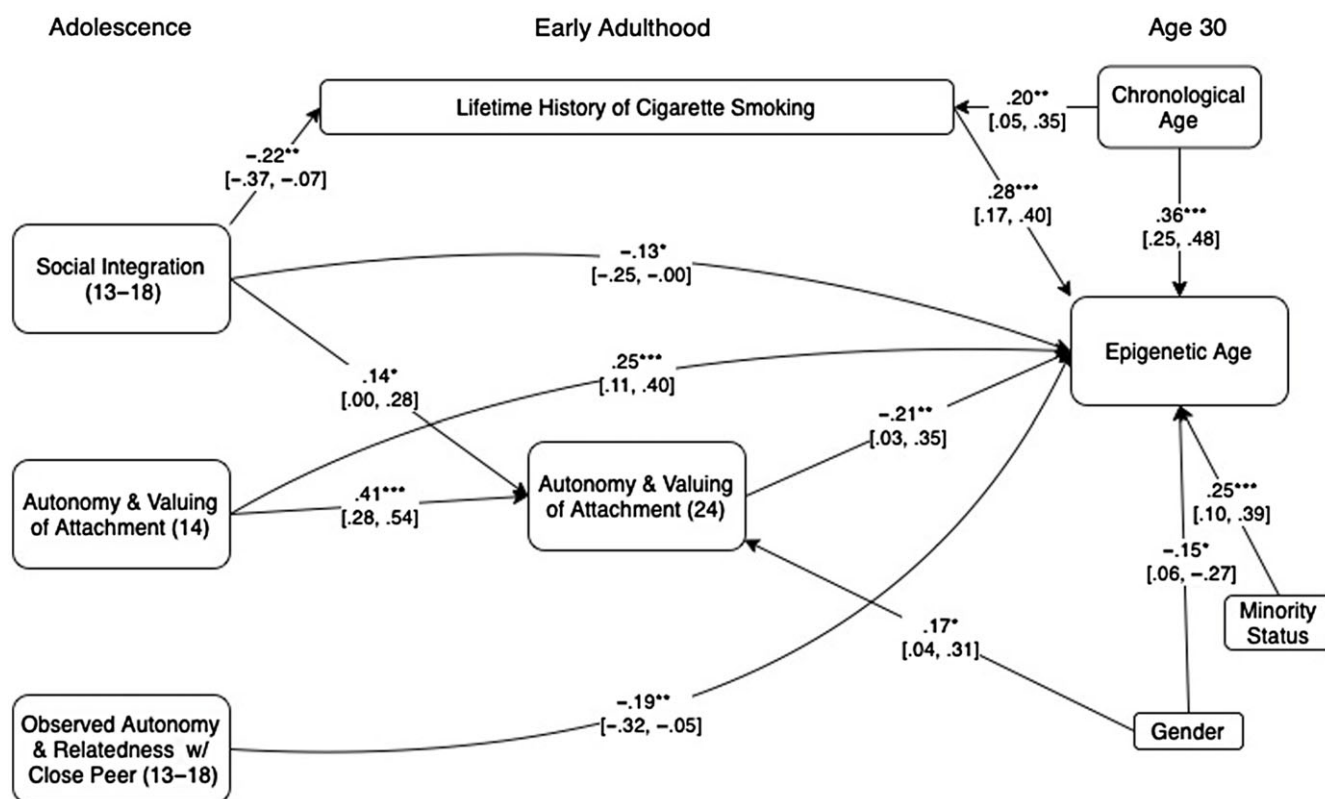 Adolescence
Early Adulthood
Age 30
Lifetime History of Cigarette Smoking
.20**
[.05, .35]
Chronological
Age
−.22**
[−.37, −.07]
.28***
[.17, .40]
.36***
[.25, .48]
Social Integration
(13−18)
−.13*
[−.25, −.00]
Epigenetic Age
.25***
[.11, .40]
.14*
[.00, .28]
−.21**
[.03, .35]
Autonomy & Valuing
of Attachment (14)
.41***
[.28, .54]
Autonomy & Valuing
of Attachment (24)
.25***
[.10, .39]
−.15*
[.06, −.27]
Minority
Status
.17*
[.04, .31]
Observed Autonomy
& Relatedness w/
Close Peer (13−18)
−.19**
[−.32, −.05]
Gender